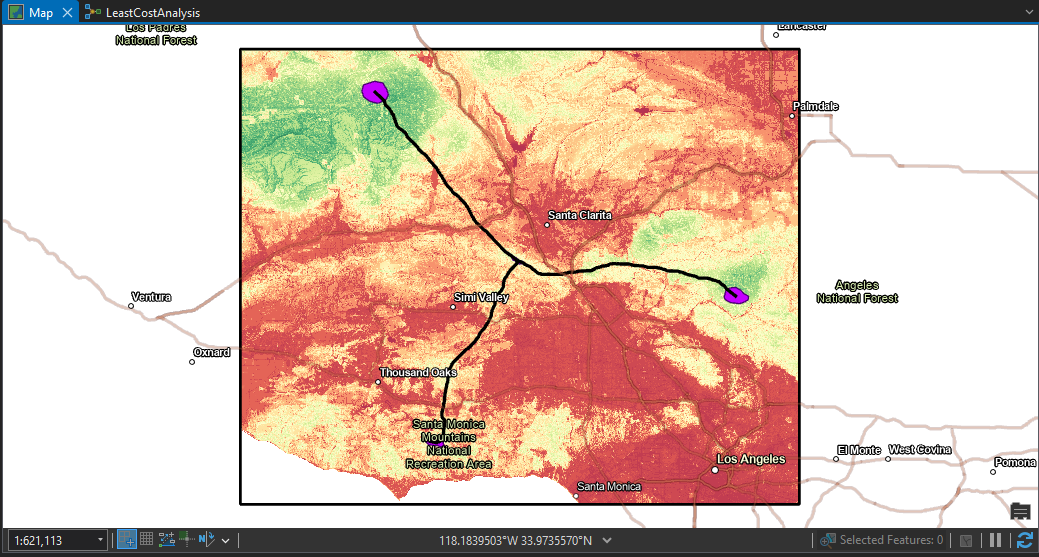 Map
LeastCostAnalysis
Los Padres
National Forest
Lancaster
Palmdale
Santa Clarita
Angeles
National Forest
Ventura
Simi Valley
Oxnard
Thousand Oaks
Santa Monica
Mountains
National
Recreation Area
Los Angeles
El Monte
West Covina
Pomona
Santa Monica
1:621,113
118.1839503°W 33.9735570°N
Selected Features: 0